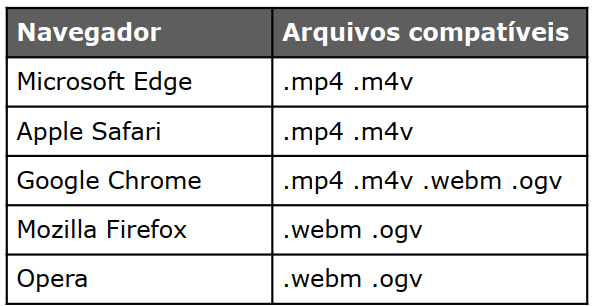 Navegador Arquivos compatíveis
Microsoft Edge .mp4 .m4v
Apple Safari .mp4 .m4v
Google Chrome .mp4 .m4v .webm .ogv
Mozilla Firefox .webm .ogv
Opera .webm .ogv